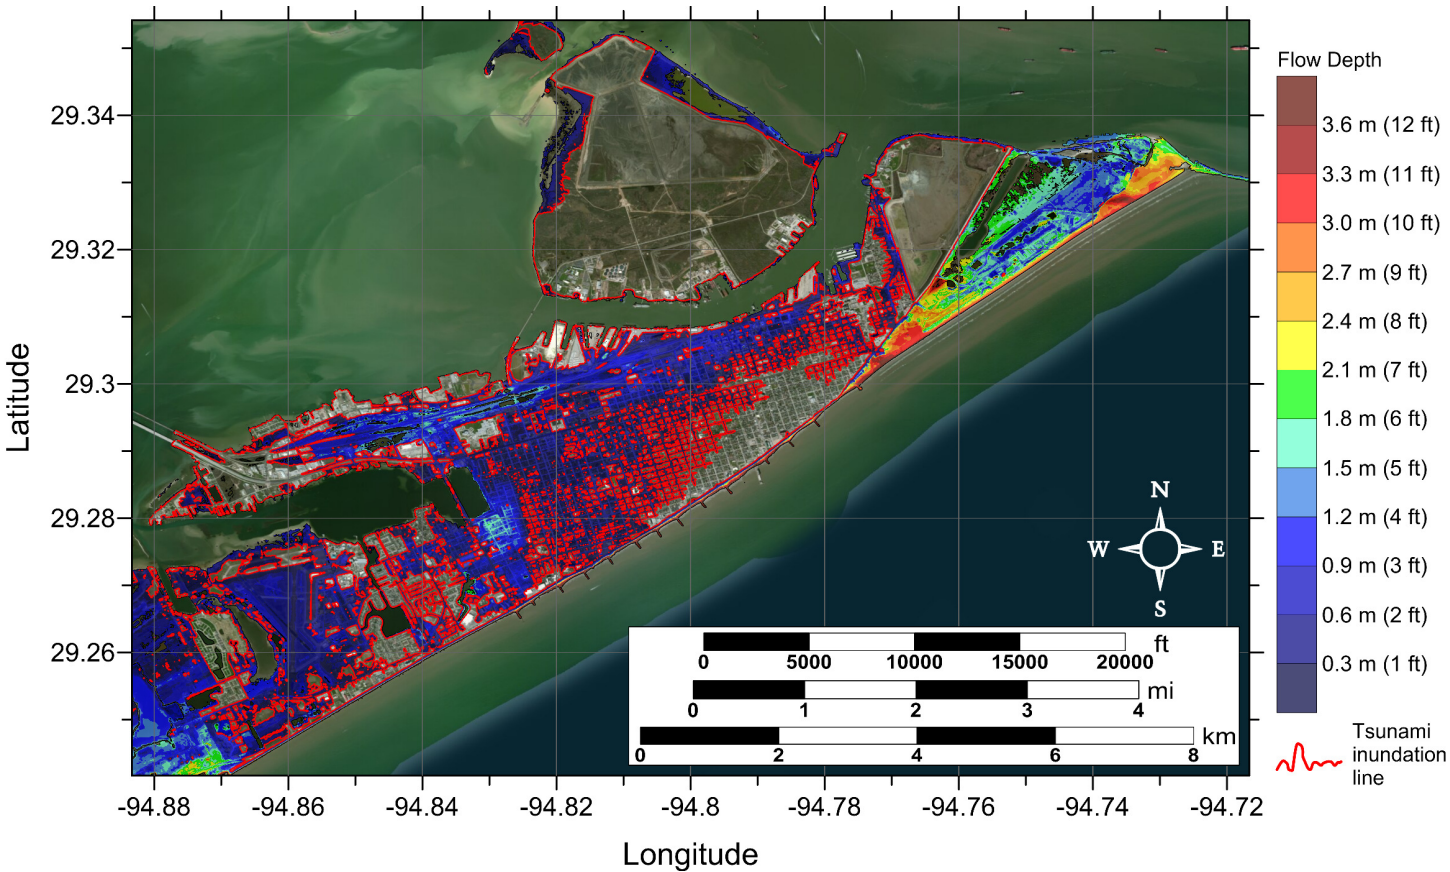 Flow Depth
3.6 m (12 ft)
3.3 m (11 ft)
3.0 m (10 ft)
2.7 m (9 ft)
2.4 m (8 ft)
2.1 m (7 ft)
1.8 m (6 ft)
1.5 m (5 ft)
1.2 m (4 ft)
0.9 m (3 ft)
0.6 m (2 ft)
0.3 m (1 ft)
Tsunami
inundation
line
Latitude
29.34
29.32
29.3
29.28
29.26
N
W E
S
ft
0 5000 10000 15000 20000
mi
0 1 2 3 4
km
0 2 4 6 8
-94.88 -94.86 -94.84 -94.82 -94.8 -94.78 -94.76 -94.74 -94.72
Longitude